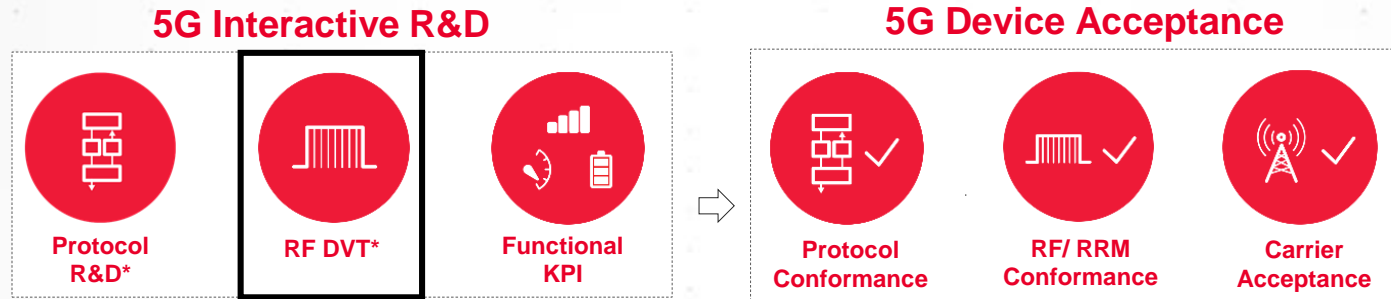 5G Interactive R&D
5G Device Acceptance
Protocol
R&D*
RF DVT*
Functional
KPI
Protocol
Conformance
RF/ RRM
Conformance
Carrier
Acceptance